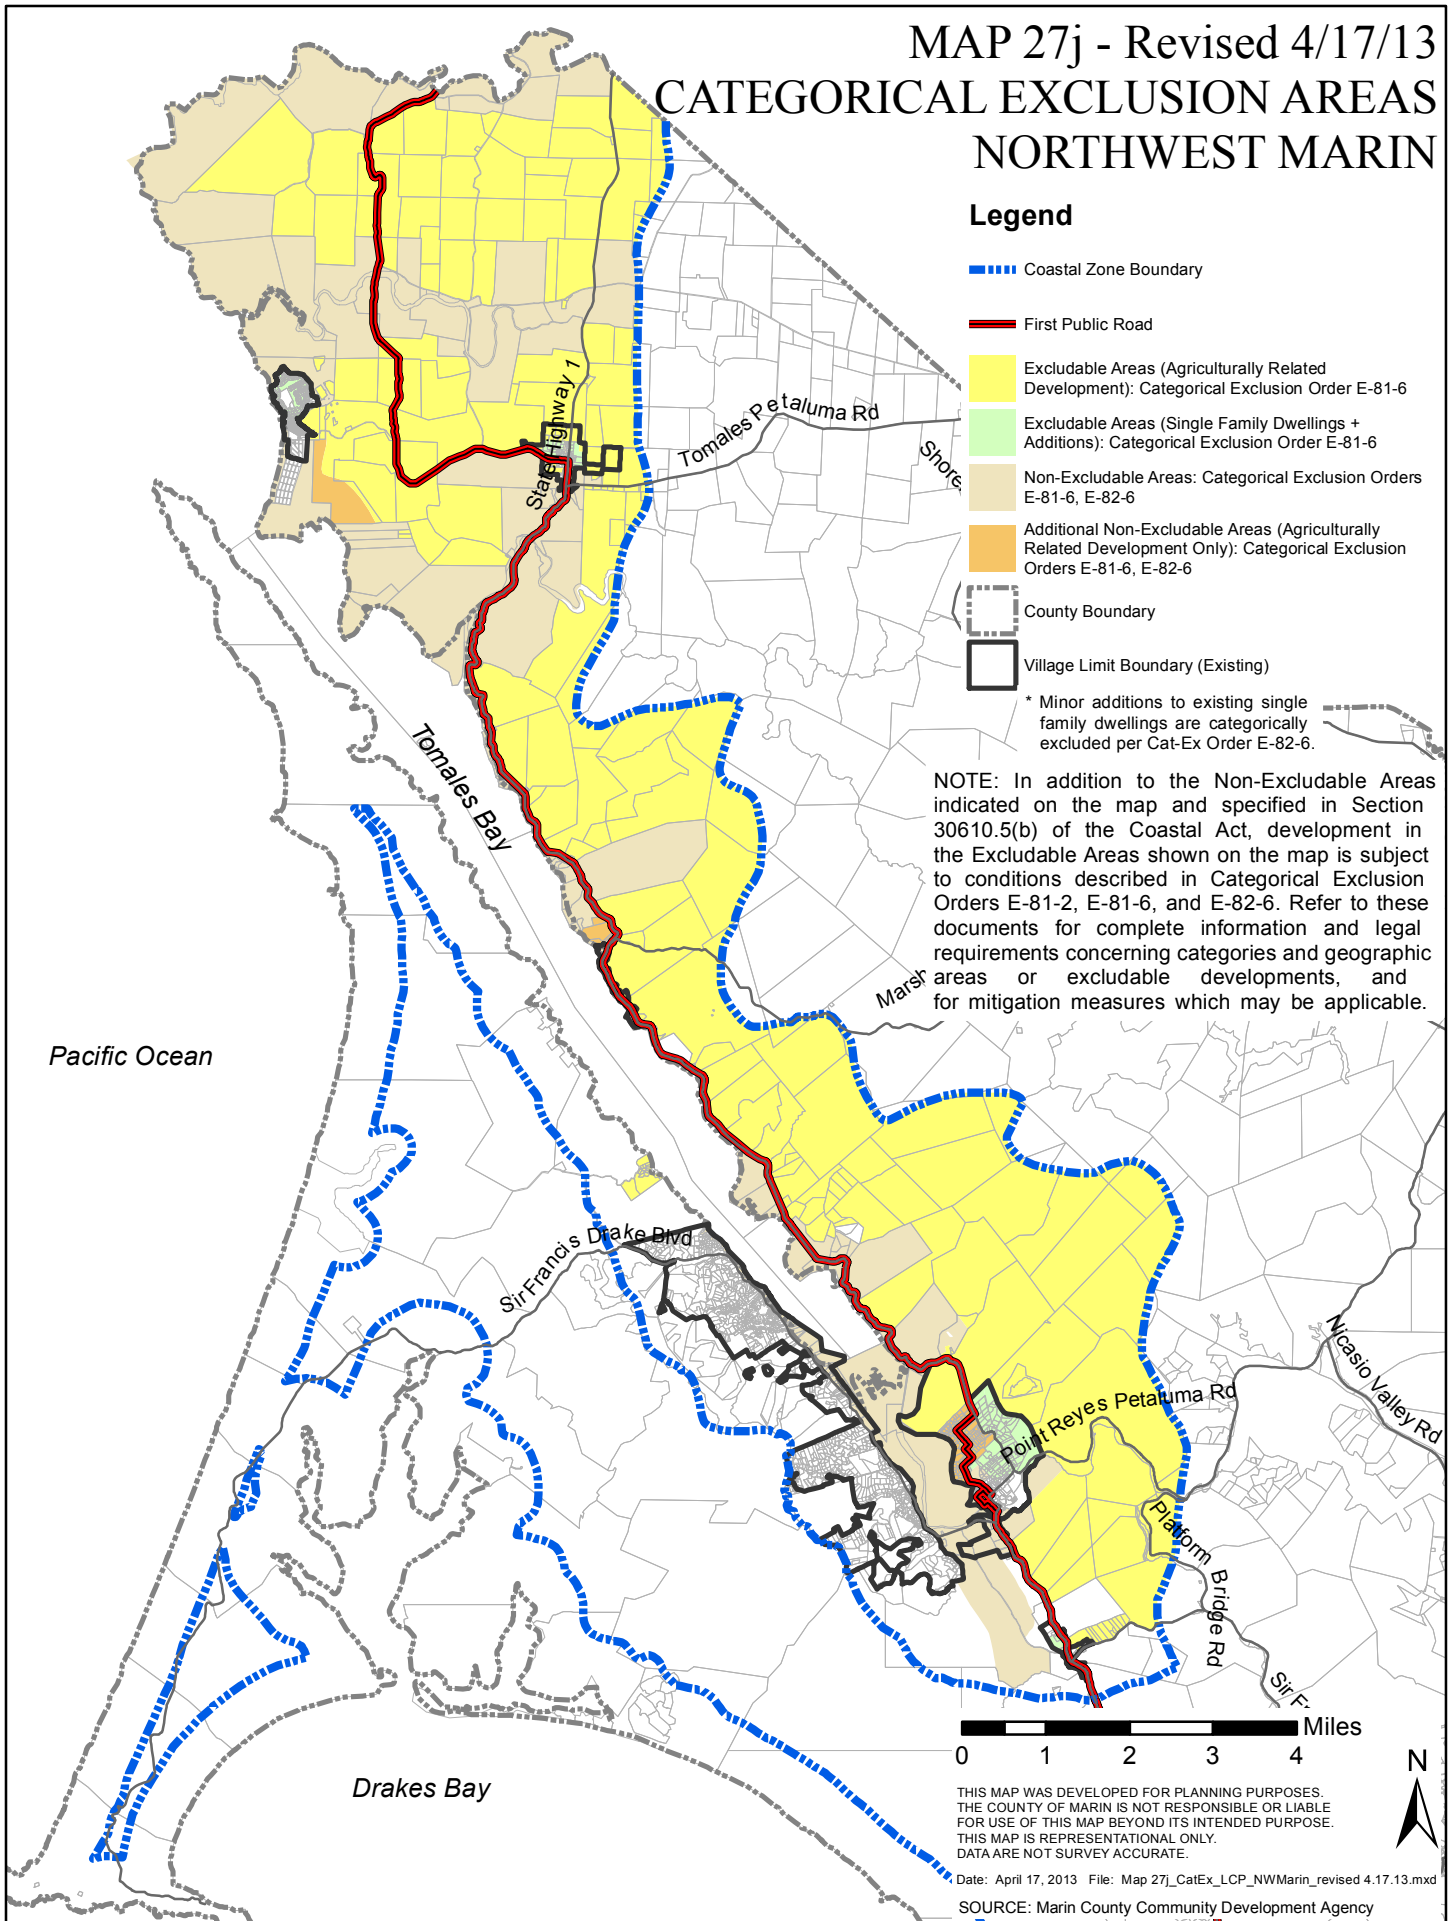 MAP 27j - Revised 4/17/13
CATEGORICAL EXCLUSION AREAS
NORTHWEST MARIN
Legend
Coastal Zone Boundary
First Public Road
Excludable Areas (Agriculturally Related
Development): Categorical Exclusion Order E-81-6
Excludable Areas (Single Family Dwellings +
Additions): Categorical Exclusion Order E-81-6
Non-Excludable Areas: Categorical Exclusion Orders
E-81-6, E-82-6
Additional Non-Excludable Areas (Agriculturally
Related Development Only): Categorical Exclusion
Orders E-81-6, E-82-6
County Boundary
Village Limit Boundary (Existing)
* Minor additions to existing single
family dwellings are categorically
excluded per Cat-Ex Order E-82-6.
NOTE: In addition to the Non-Excludable Areas
indicated on the map and specified in Section
30610.5(b) of the Coastal Act, development in
the Excludable Areas shown on the map is subject
to conditions described in Categorical Exclusion
Orders E-81-2, E-81-6, and E-82-6. Refer to these
documents for complete information and legal
requirements concerning categories and geographic
areas or excludable developments, and
for mitigation measures which may be applicable.
State Highway 1
Tomales Petaluma Rd
Shore
Tomales Bay
Marsh
Pacific Ocean
Sir Francis Drake Blvd
Point Reyes Petaluma Rd
Nicasio Valley Rd
Platform Bridge Rd
Sir F
Drakes Bay
Miles
0 1 2 3 4
N
THIS MAP WAS DEVELOPED FOR PLANNING PURPOSES.
THE COUNTY OF MARIN IS NOT RESPONSIBLE OR LIABLE
FOR USE OF THIS MAP BEYOND ITS INTENDED PURPOSE.
THIS MAP IS REPRESENTATIONAL ONLY.
DATA ARE NOT SURVEY ACCURATE.
Date: April 17, 2013 File: Map 27j_CatEx_LCP_NWMarin_revised 4.17.13.mxd
SOURCE: Marin County Community Development Agency